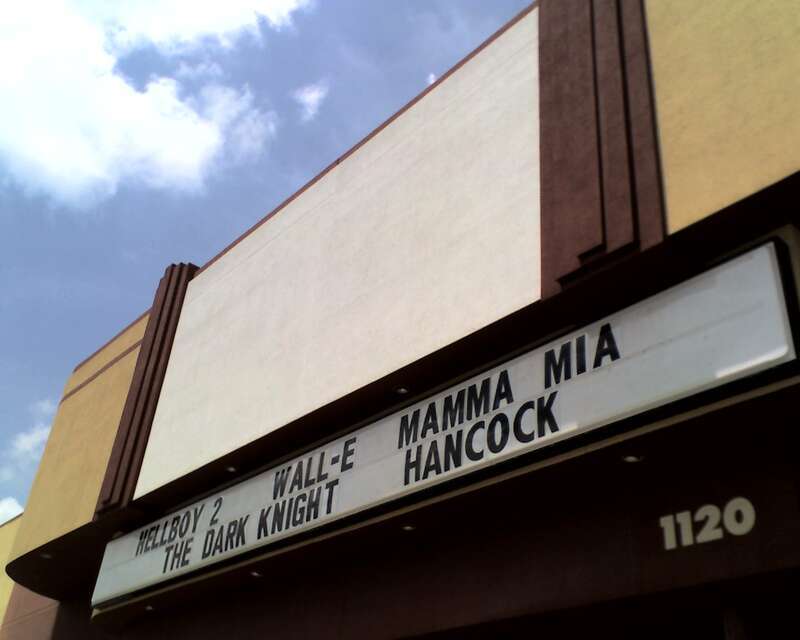 HELLBOY 2 WALL-E MAMMA MIA
THE DARK KNIGHT HANCOCK
1120